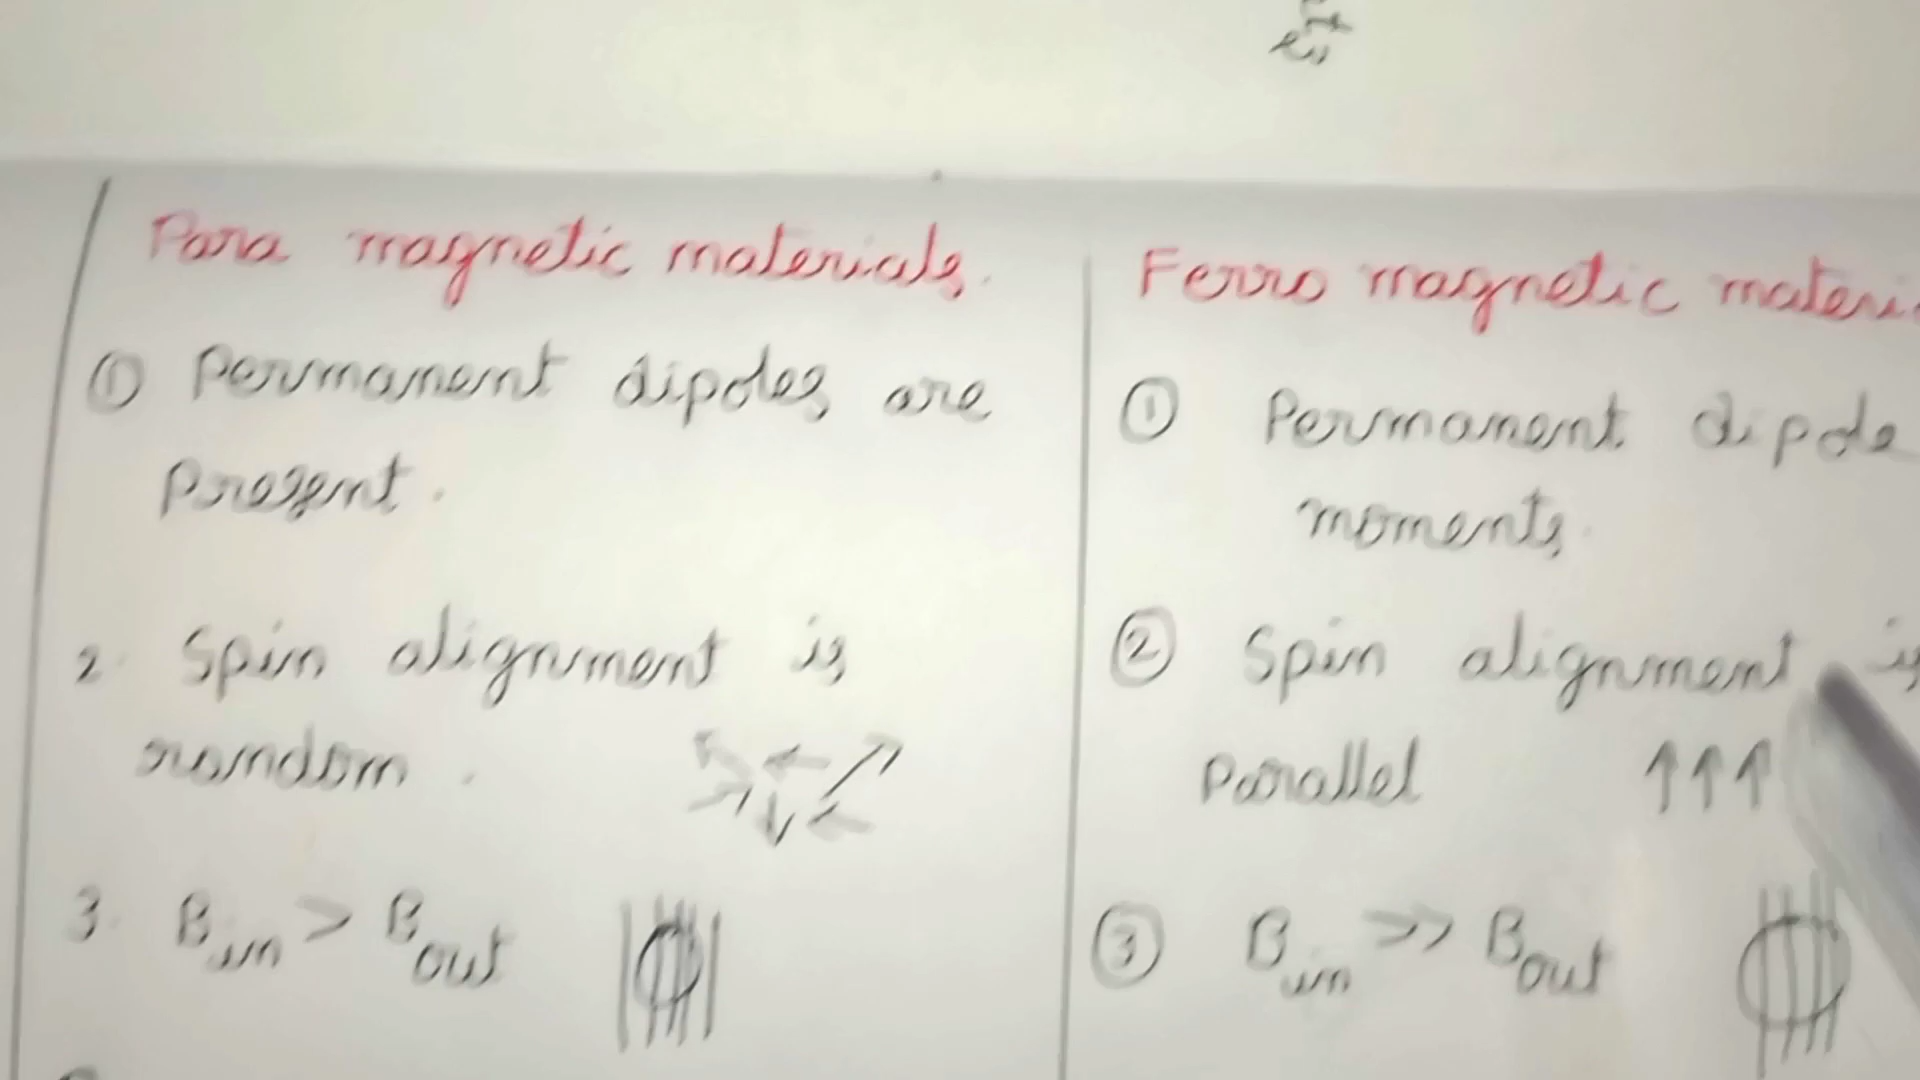 Para magnetic materials.
① Permanent dipoles are
Present.
2. Spin alignment is
random.
3. Bin > Bout
Ferro magnetic
① Permanent dipole
moments.
② Spin alignment is
Parallel ↑↑↑
③ Bin >> Bout